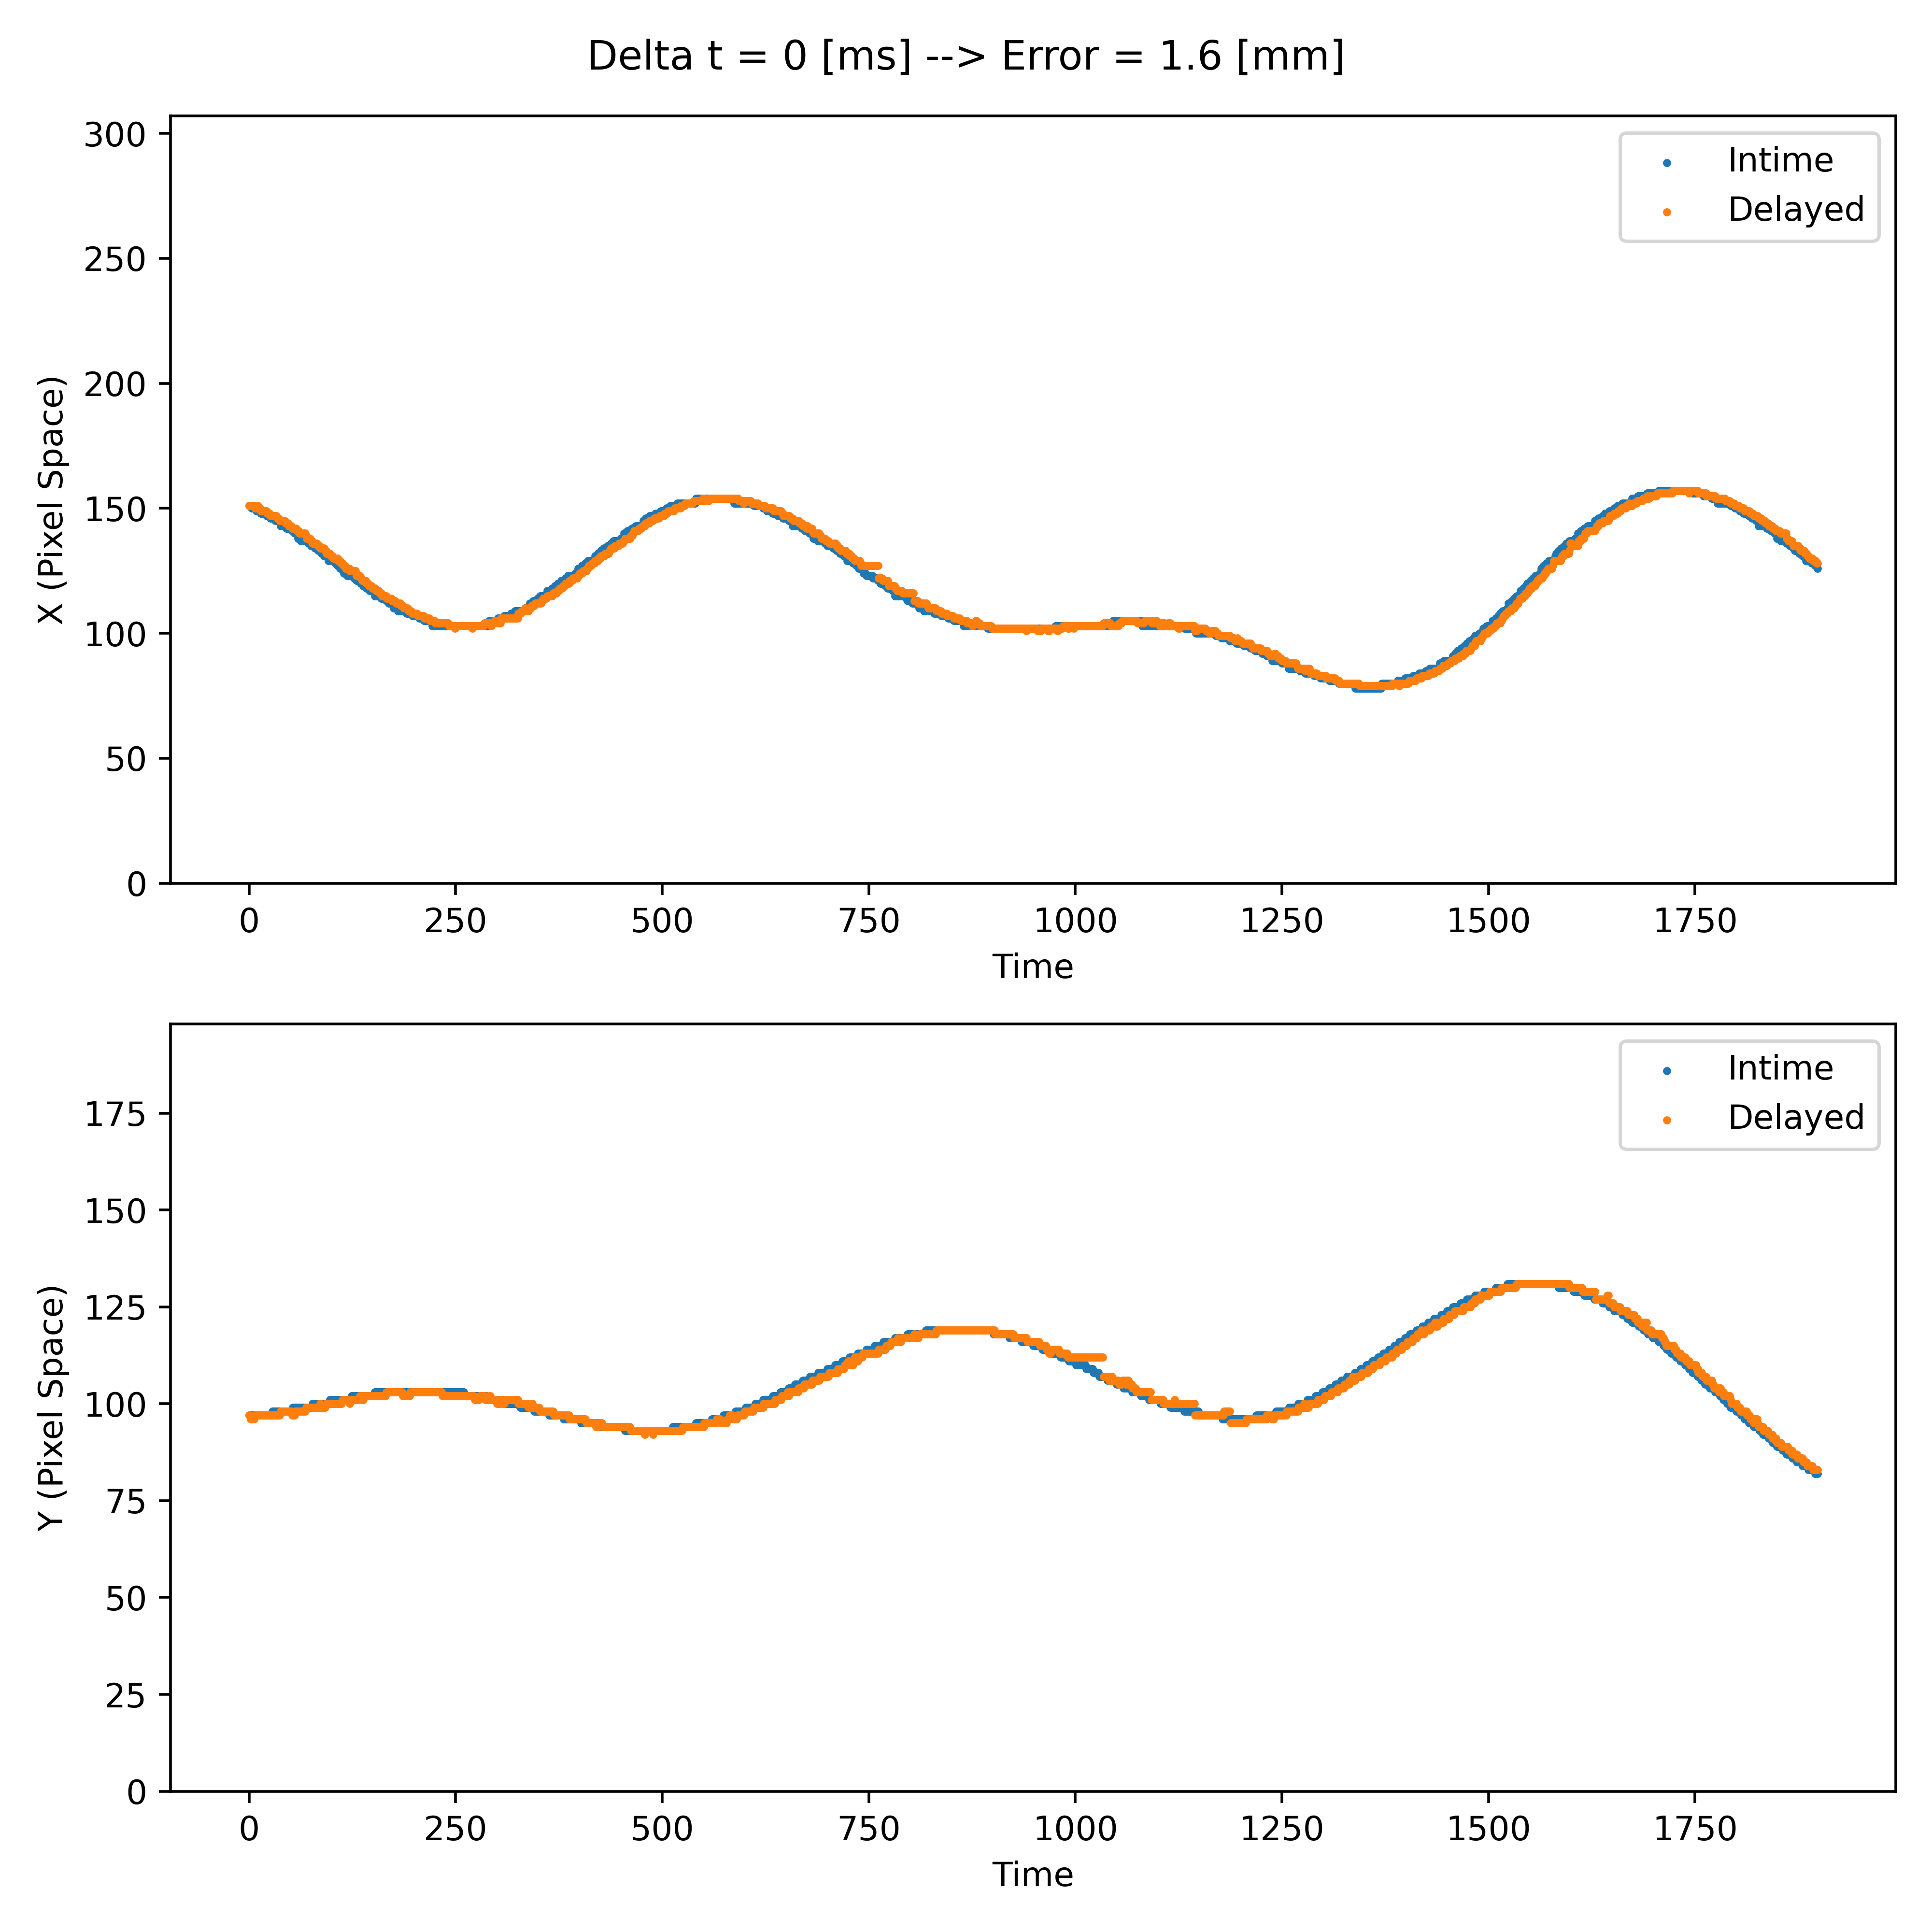 Delta t = 0 [ms] --> Error = 1.6 [mm]
300
250
200
150
100
50
0
X (Pixel Space)
Intime
Delayed
0 250 500 750 1000 1250 1500 1750
Time
175
150
125
100
75
50
25
0
Y (Pixel Space)
Intime
Delayed
0 250 500 750 1000 1250 1500 1750
Time